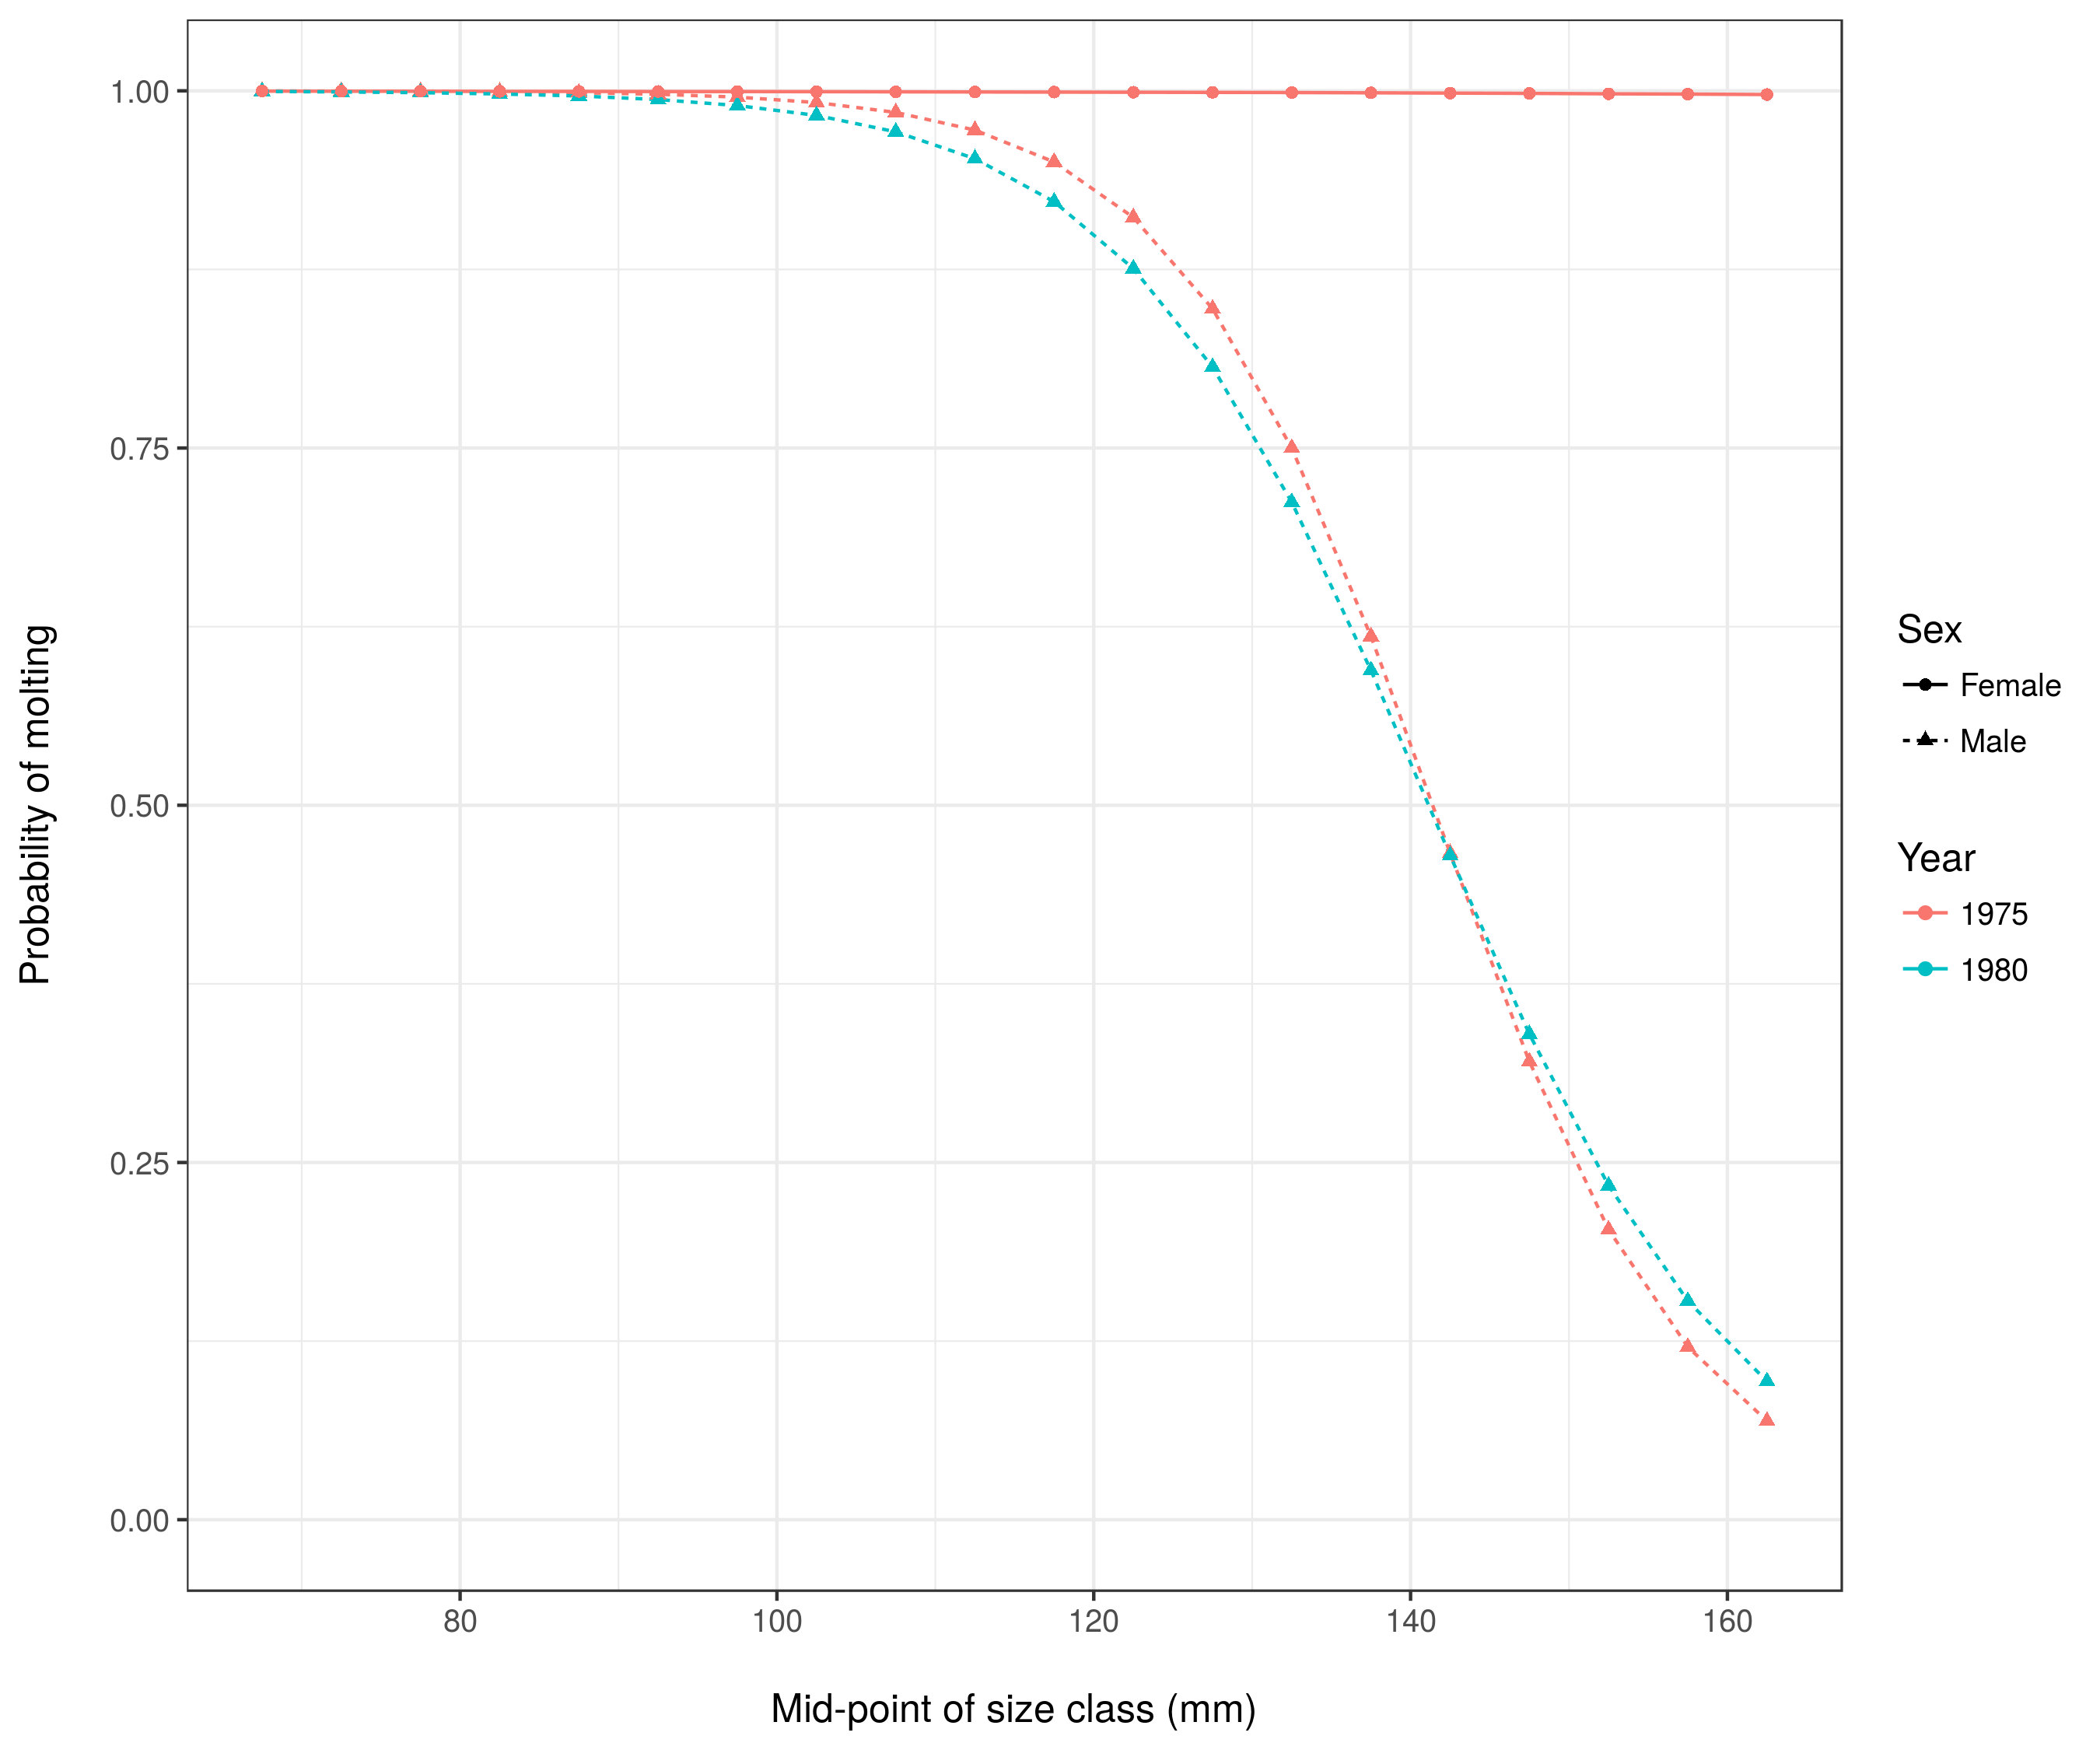 1.00
0.75
0.50
0.25
0.00
Probability of molting
80 100 120 140 160
Mid-point of size class (mm)
Sex
Female
Male
Year
1975
1980